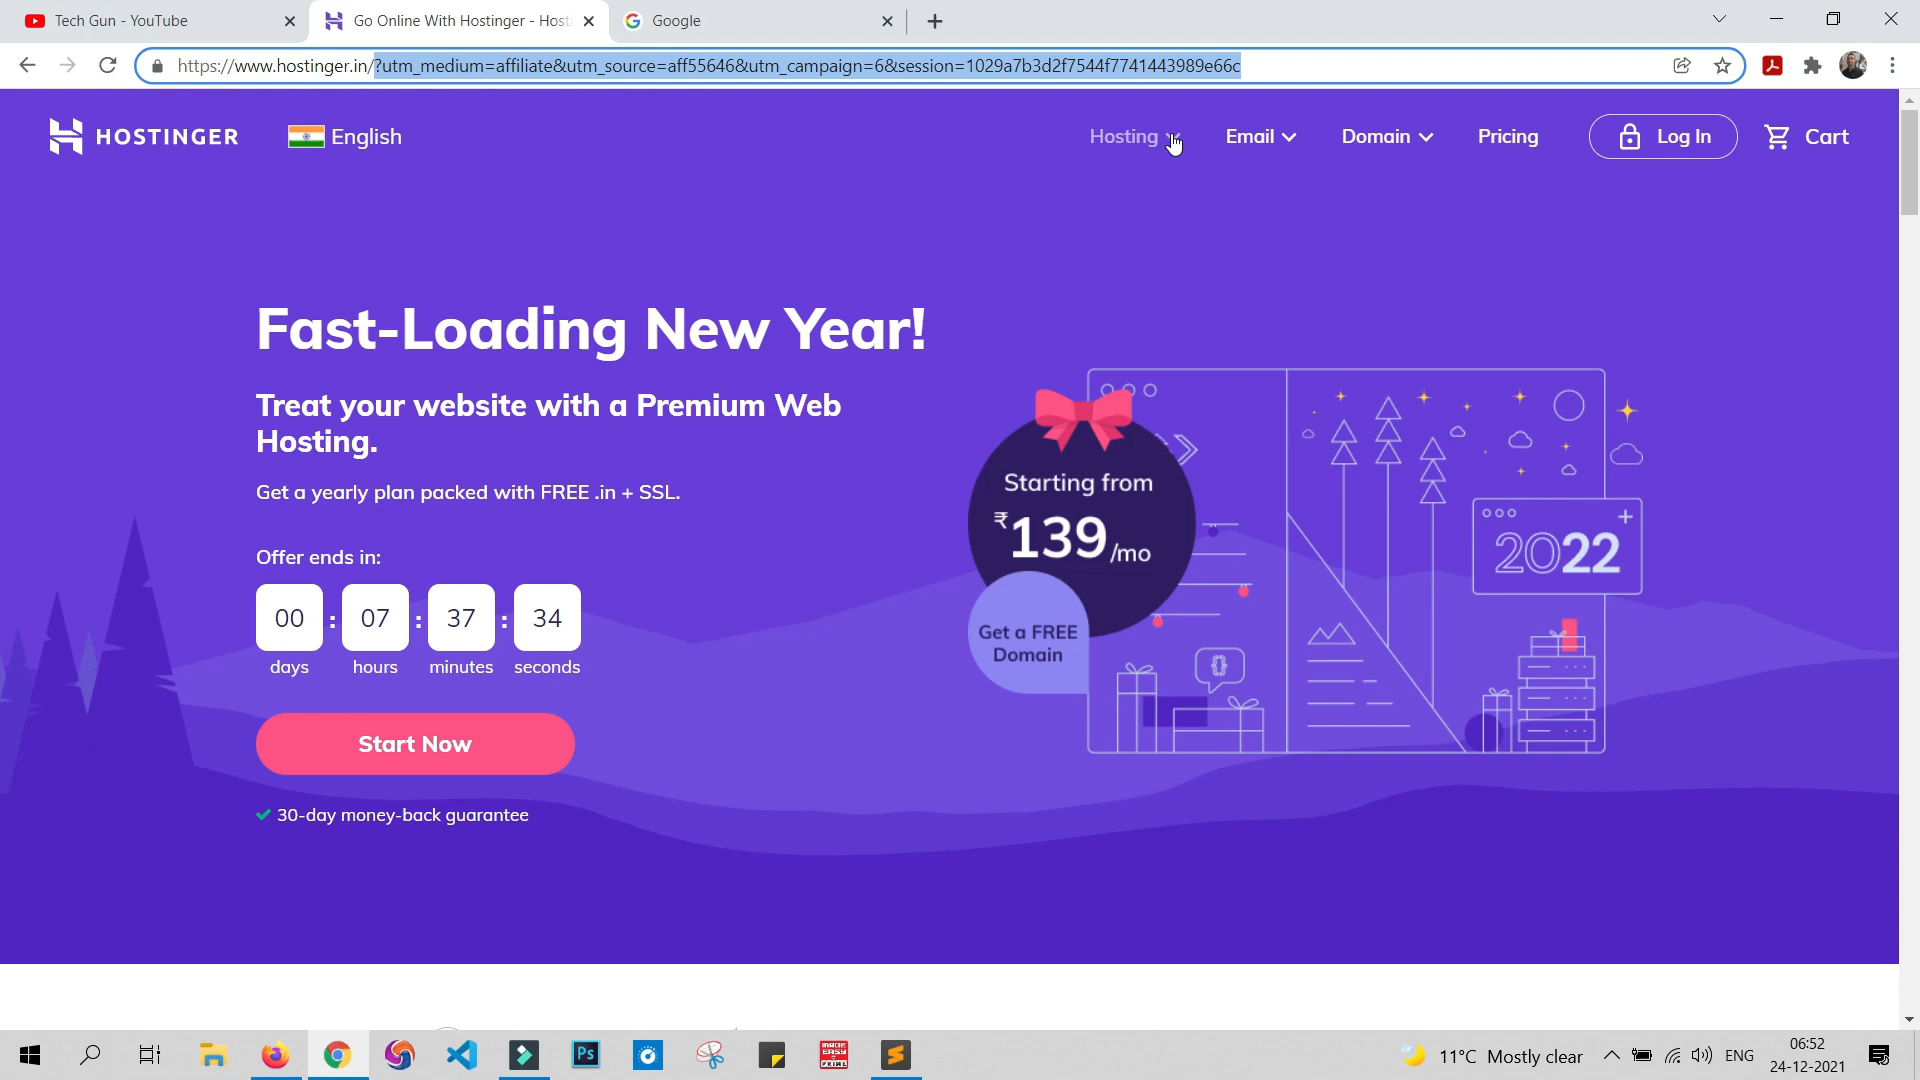 Tech Gun - YouTube
Go Online With Hostinger - Host
Google
https://www.hostinger.in/?utm_medium=affiliate&utm_source=aff55646&utm_campaign=6&session=1029a7b3d2f7544f7741443989e66c
HOSTINGER
English
Hosting
Email
Domain
Pricing
Log In
Cart
Fast-Loading New Year!
Treat your website with a Premium Web
Hosting.
Get a yearly plan packed with FREE .in + SSL.
Offer ends in:
00 : 07 : 37 : 34
days hours minutes seconds
Start Now
30-day money-back guarantee
Starting from
₹139/mo
Get a FREE
Domain
{}
2022
Ps
MADE
EASY
PRIME
11°C Mostly clear
ENG
06:52
24-12-2021